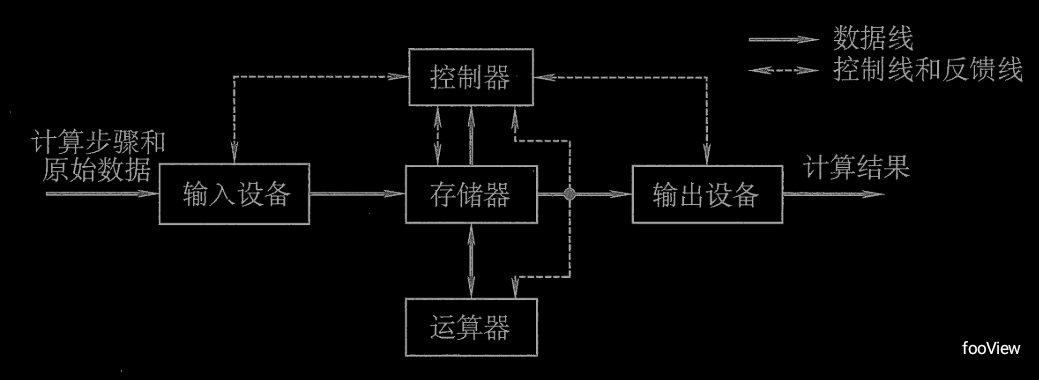 数据线
控制线和反馈线
控制器
计算步骤和
原始数据
输入设备
存储器
输出设备
计算结果
运算器
fooView